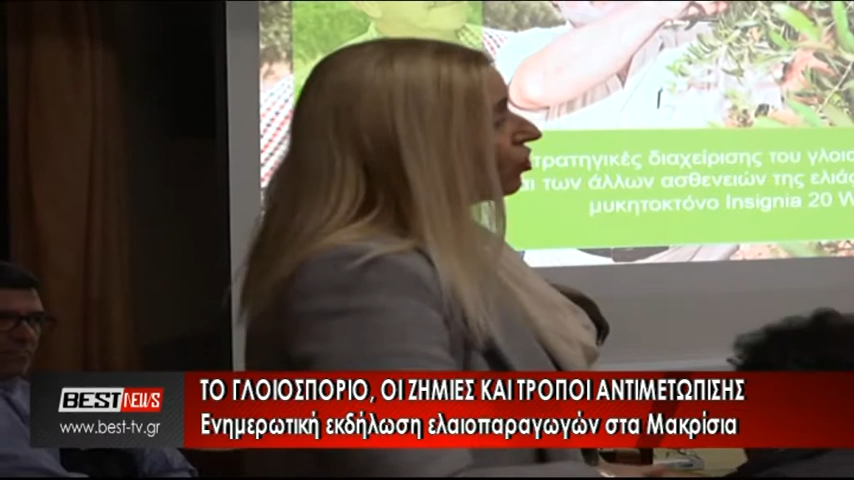 τρατηγικές διαχείρισης του γλοιο
αι των άλλων ασθενειών της ελιάς
μυκητοκτόνο Insignia 20 W
BEST NEWS
www.best-tv.gr
ΤΟ ΓΛΟΙΟΣΠΟΡΙΟ, ΟΙ ΖΗΜΙΕΣ ΚΑΙ ΤΡΟΠΟΙ ΑΝΤΙΜΕΤΩΠΙΣΗΣ
Ενημερωτική εκδήλωση ελαιοπαραγωγών στα Μακρίσια